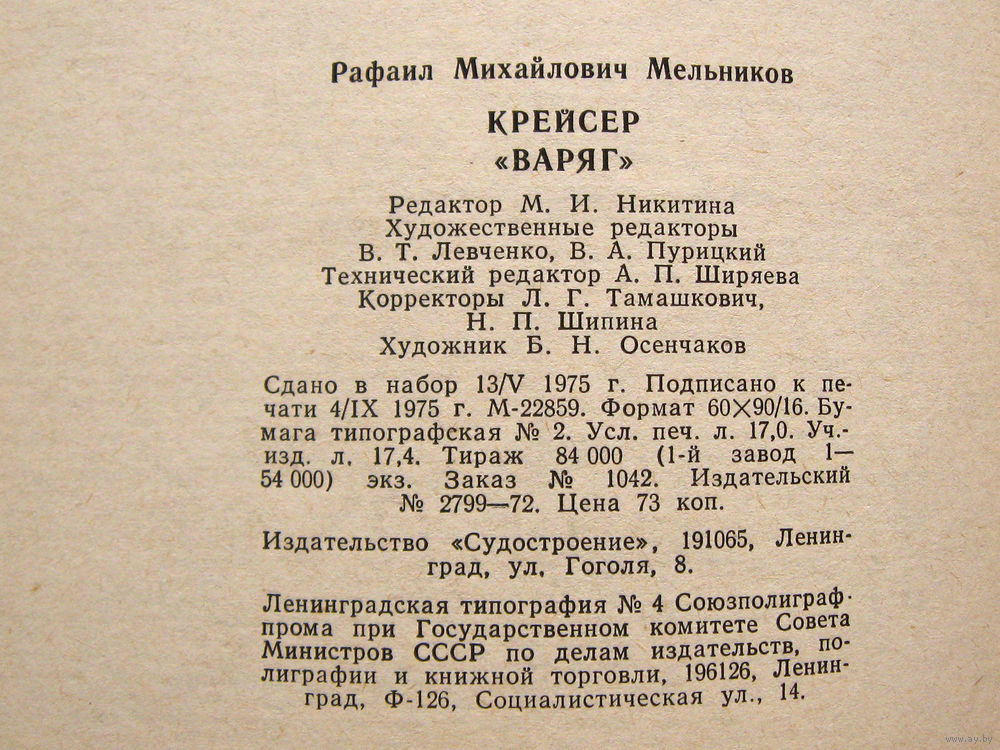 Рафаил Михайлович Мельников
КРЕЙСЕР
«ВАРЯГ»
Редактор М. И. Никитина
Художественные редакторы
В. Т. Левченко, В. А. Пурицкий
Технический редактор А. П. Ширяева
Корректоры Л. Г. Тамашкович,
Н. П. Шипина
Художник Б. Н. Осенчаков
Сдано в набор 13/V 1975 г. Подписано к пе-
чати 4/IX 1975 г. М-22859. Формат 60×90/16. Бу-
мага типографская № 2. Усл. печ. л. 17,0. Уч.-
изд. л. 17,4. Тираж 84 000 (1-й завод 1—
54 000) экз. Заказ № 1042. Издательский
№ 2799—72. Цена 73 коп.
Издательство «Судостроение», 191065, Ленин-
град, ул. Гоголя, 8.
Ленинградская типография № 4 Союзполиграф-
прома при Государственном комитете Совета
Министров СССР по делам издательств, по-
лиграфии и книжной торговли, 196126, Ленин-
град, Ф-126, Социалистическая ул., 14.
www.ay.by